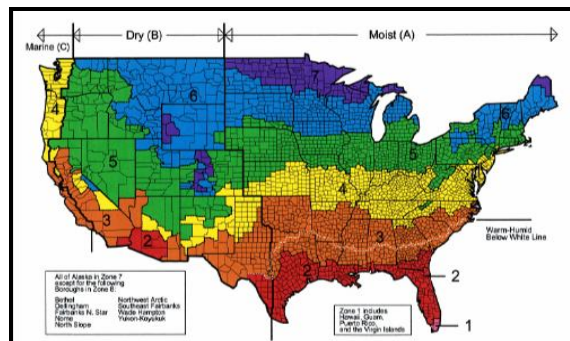 Marine (C)
Dry (B)
Moist (A)
7
6
6
4
5
5
4
3
3
2
2
Warm-Humid
Below White Line
2
1
All of Alaska in Zone 7
except for the following
Boroughs in Zone 8:
Bethel Northwest Arctic
Dellingham Southeast Fairbanks
Fairbanks N. Star Wade Hampton
Nome Yukon-Koyukuk
North Slope
Zone 1 includes
Hawaii, Guam,
Puerto Rico,
and the Virgin Islands